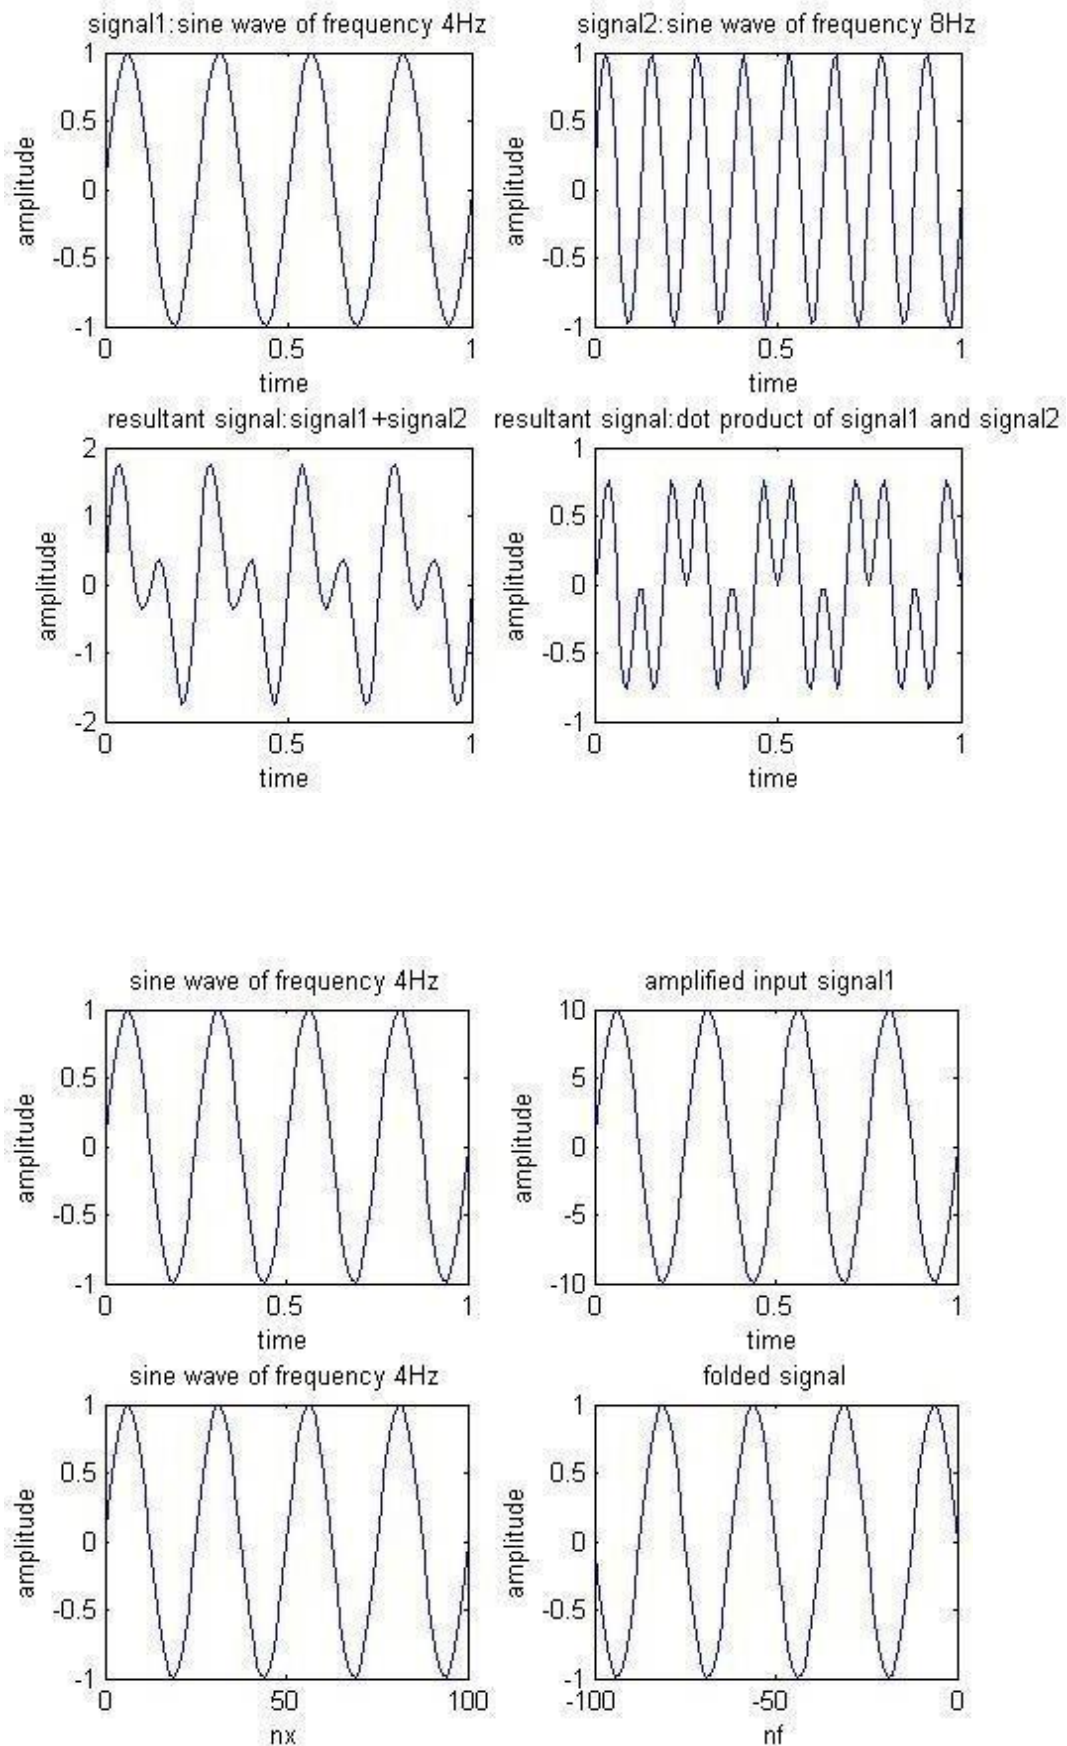 signal1:sine wave of frequency 4Hz
1
0.5
0
-0.5
-1
amplitude
0 0.5 1
time
signal2:sine wave of frequency 8Hz
1
0.5
0
-0.5
-1
amplitude
0 0.5 1
time
resultant signal:signal1+signal2
2
1
0
-1
-2
amplitude
0 0.5 1
time
resultant signal:dot product of signal1 and signal2
1
0.5
0
-0.5
-1
amplitude
0 0.5 1
time
sine wave of frequency 4Hz
1
0.5
0
-0.5
-1
amplitude
0 0.5 1
time
amplified input signal1
10
5
0
-5
-10
amplitude
0 0.5 1
time
sine wave of frequency 4Hz
1
0.5
0
-0.5
-1
amplitude
0 50 100
nx
folded signal
1
0.5
0
-0.5
-1
amplitude
-100 -50 0
nf